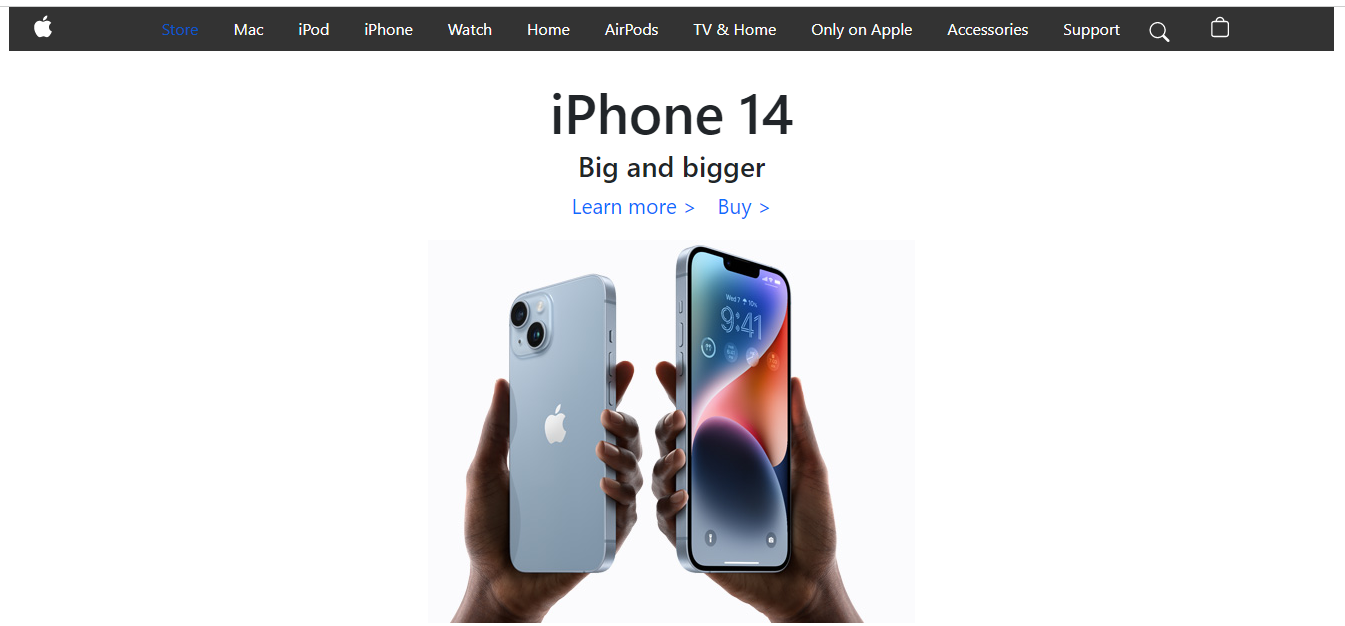 Store Mac iPod iPhone Watch Home AirPods TV & Home Only on Apple Accessories Support
iPhone 14
Big and bigger
Learn more > Buy >
Wed 7 10%
9:41